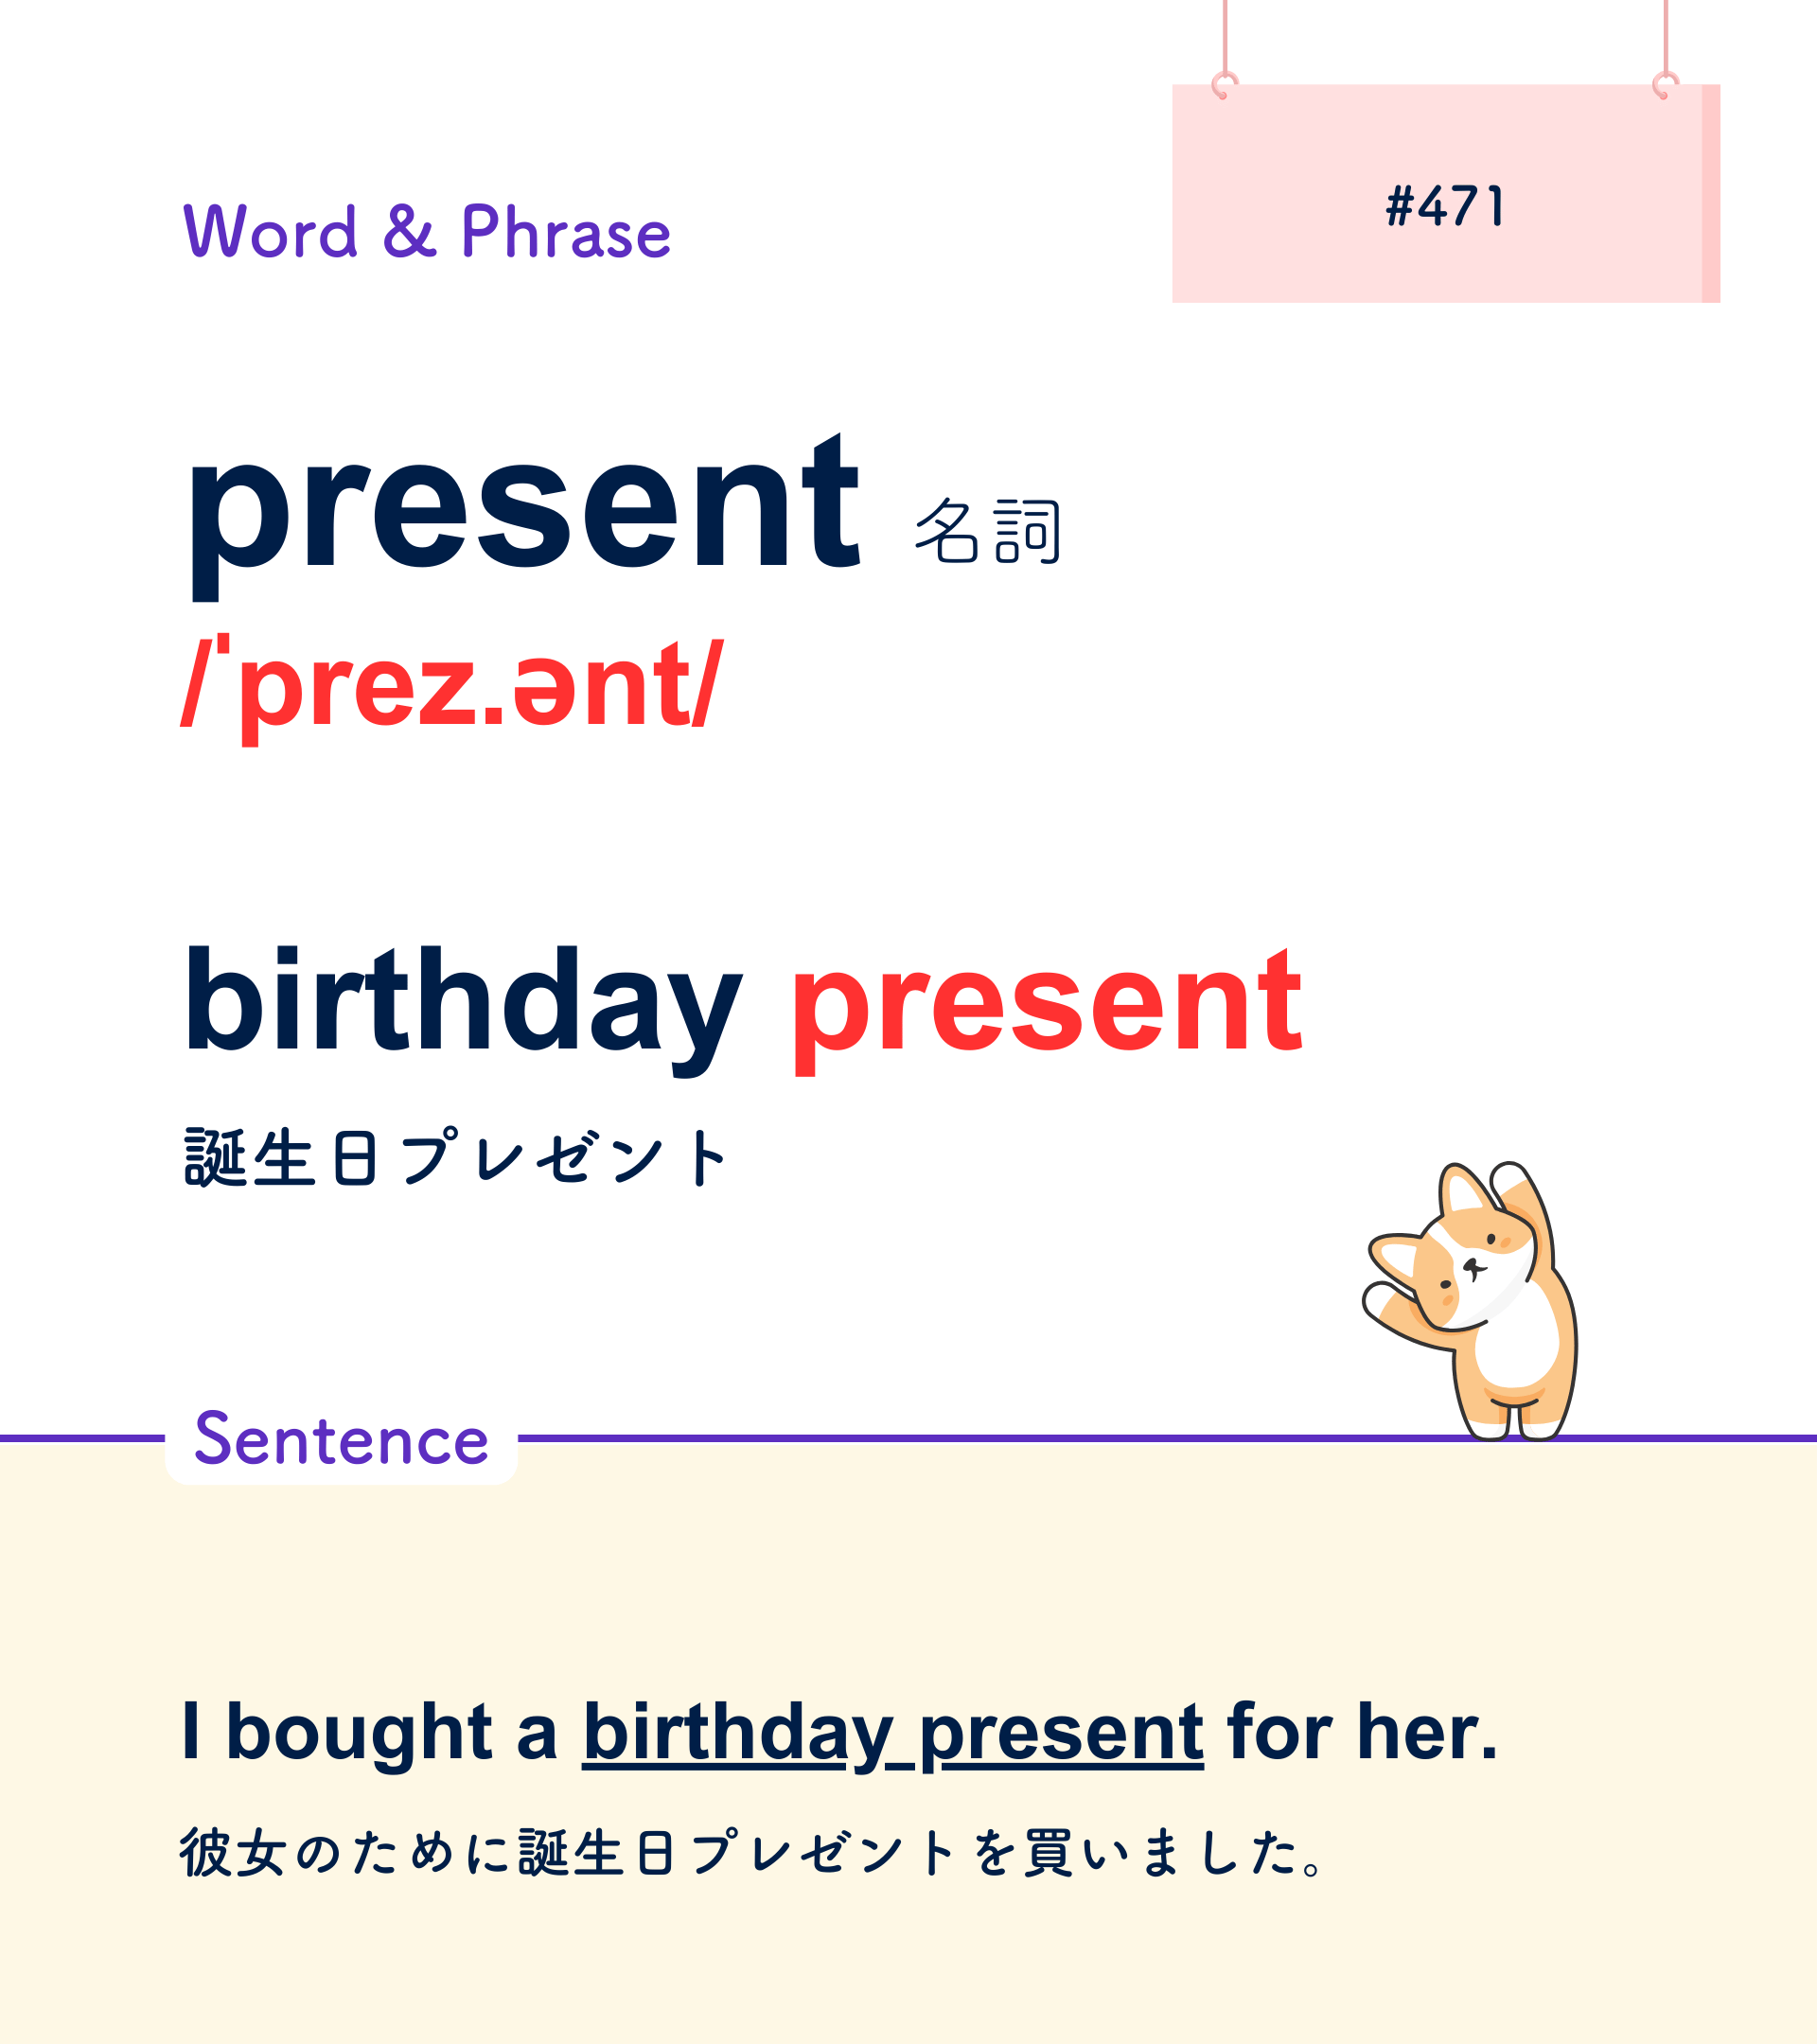 #471
Word & Phrase
present 名詞
/ˈprez.ənt/
birthday present
誕生日プレゼント
Sentence
I bought a birthday present for her.
彼女のために誕生日プレゼントを買いました。